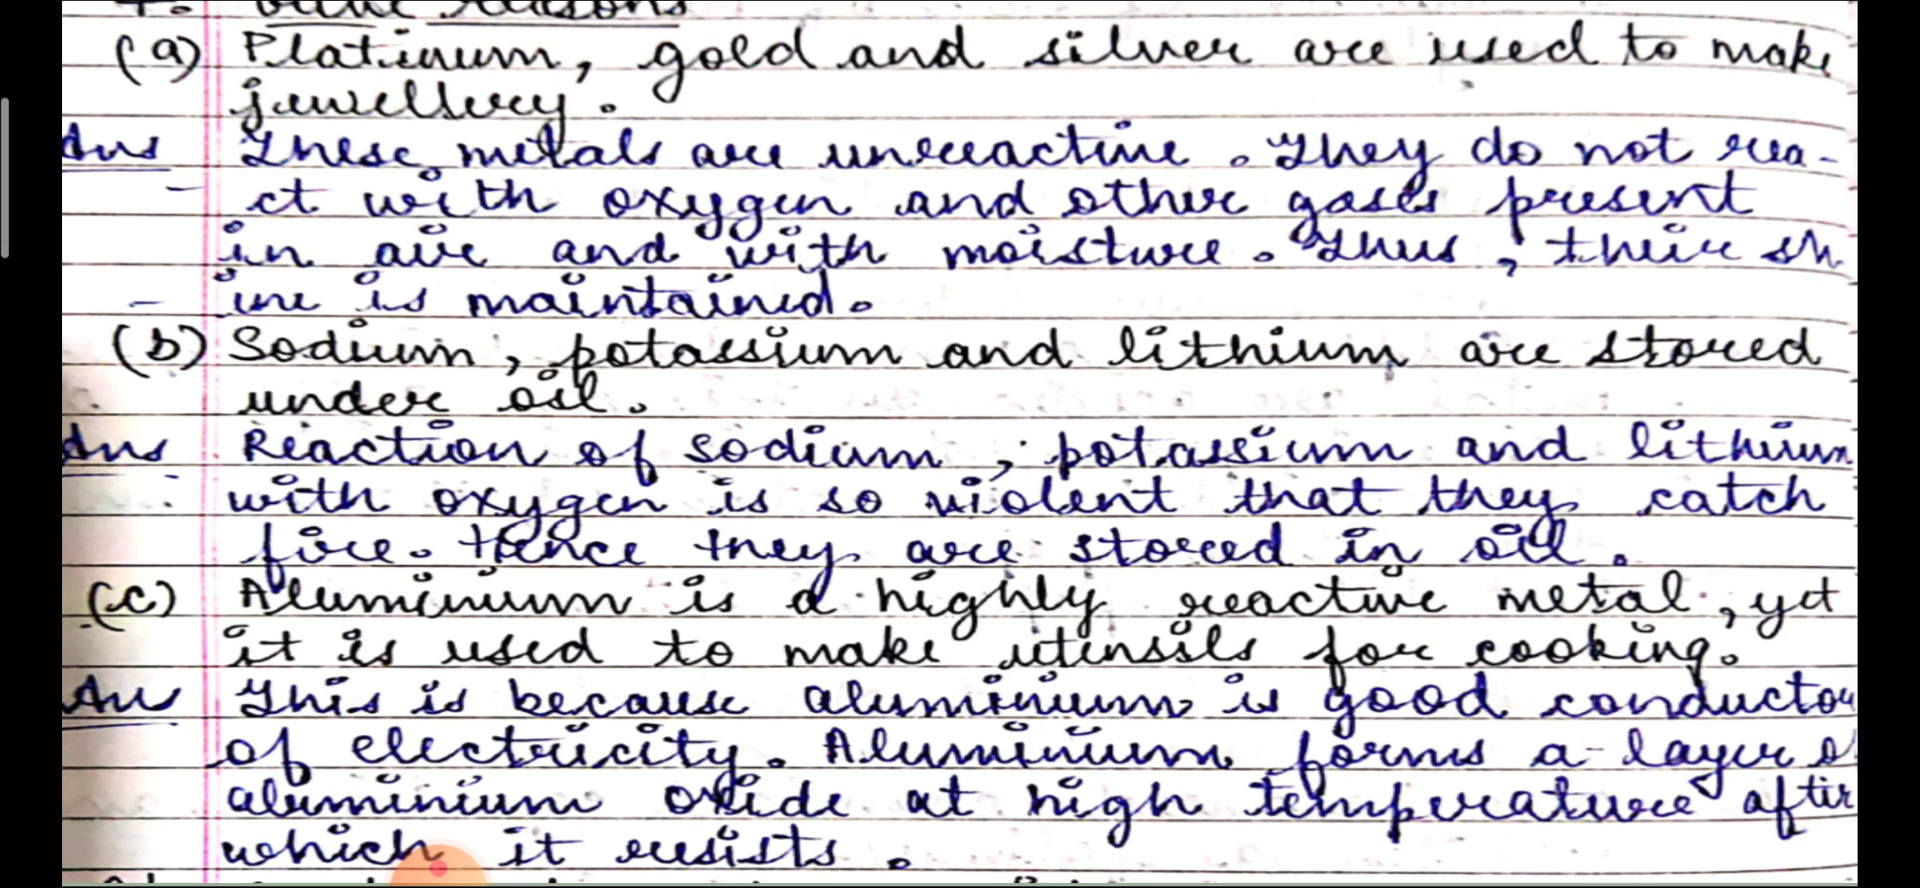 Give reasons
(a) Platinum, gold and silver are used to make
jewellery.
Ans These metals are unreactive. They do not rea-
ct with oxygen and other gases present
in air and with moisture. Thus, their sh
- ine is maintained.
(b) Sodium, potassium and lithium are stored
under oil.
Ans Reaction of sodium, potassium and lithium
with oxygen is so violent that they catch
fire. Hence they are stored in oil.
(c) Aluminium is a highly reactive metal, yet
it is used to make utensils for cooking.
Ans This is because aluminium is good conductor
of electricity. Aluminium forms a layer o
aluminium oxide at high temperature after
which it resists.